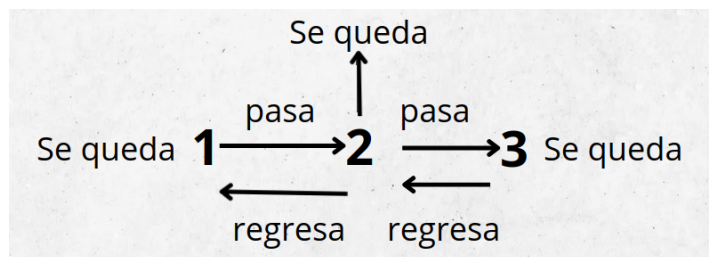 Se queda
pasa pasa
Se queda 1 2 3 Se queda
regresa regresa